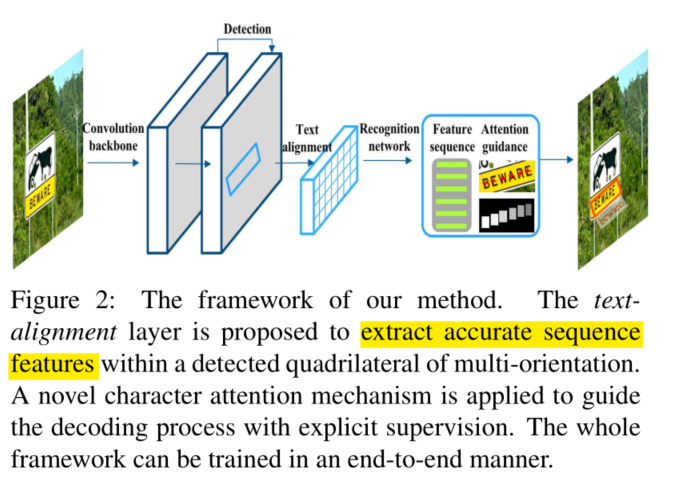 Detection
BEWARE
Convolution
backbone
Text
alignment
Recognition
network
Feature
sequence
Attention
guidance
BEWARE
BEWARE
Figure 2: The framework of our method. The text-
alignment layer is proposed to extract accurate sequence
features within a detected quadrilateral of multi-orientation.
A novel character attention mechanism is applied to guide
the decoding process with explicit supervision. The whole
framework can be trained in an end-to-end manner.